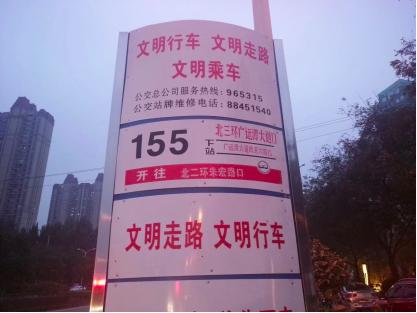 文明行车 文明走路
文明乘车
公交总公司服务热线：965315
公交站牌维修电话：88451540
155
下站
北三环广运潭大剧门
开往 北二环朱宏路口
文明走路 文明行车